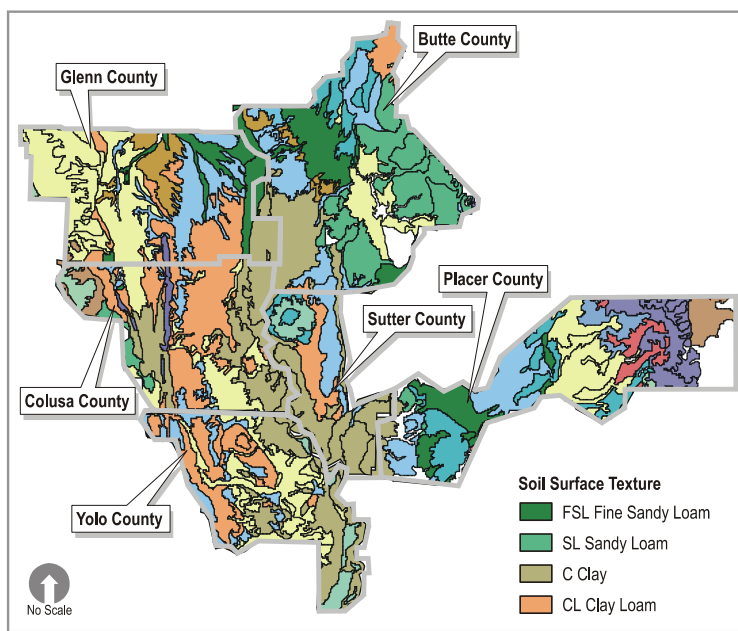 Butte County
Glenn County
Placer County
Sutter County
Colusa County
Yolo County
Soil Surface Texture
FSL Fine Sandy Loam
SL Sandy Loam
C Clay
CL Clay Loam
No Scale